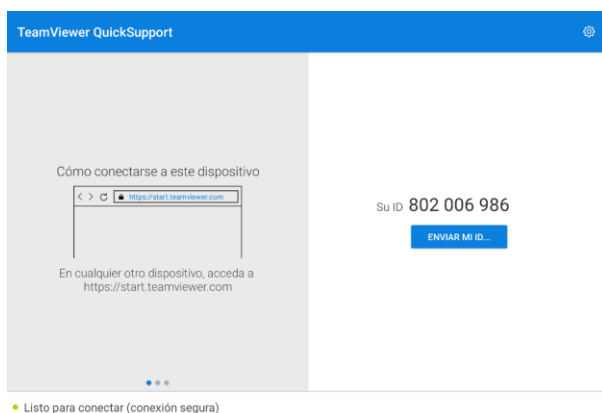 TeamViewer QuickSupport
Cómo conectarse a este dispositivo
https://start.teamviewer.com
En cualquier otro dispositivo, acceda a
https://start.teamviewer.com
Su ID 802 006 986
ENVIAR MI ID...
Listo para conectar (conexión segura)